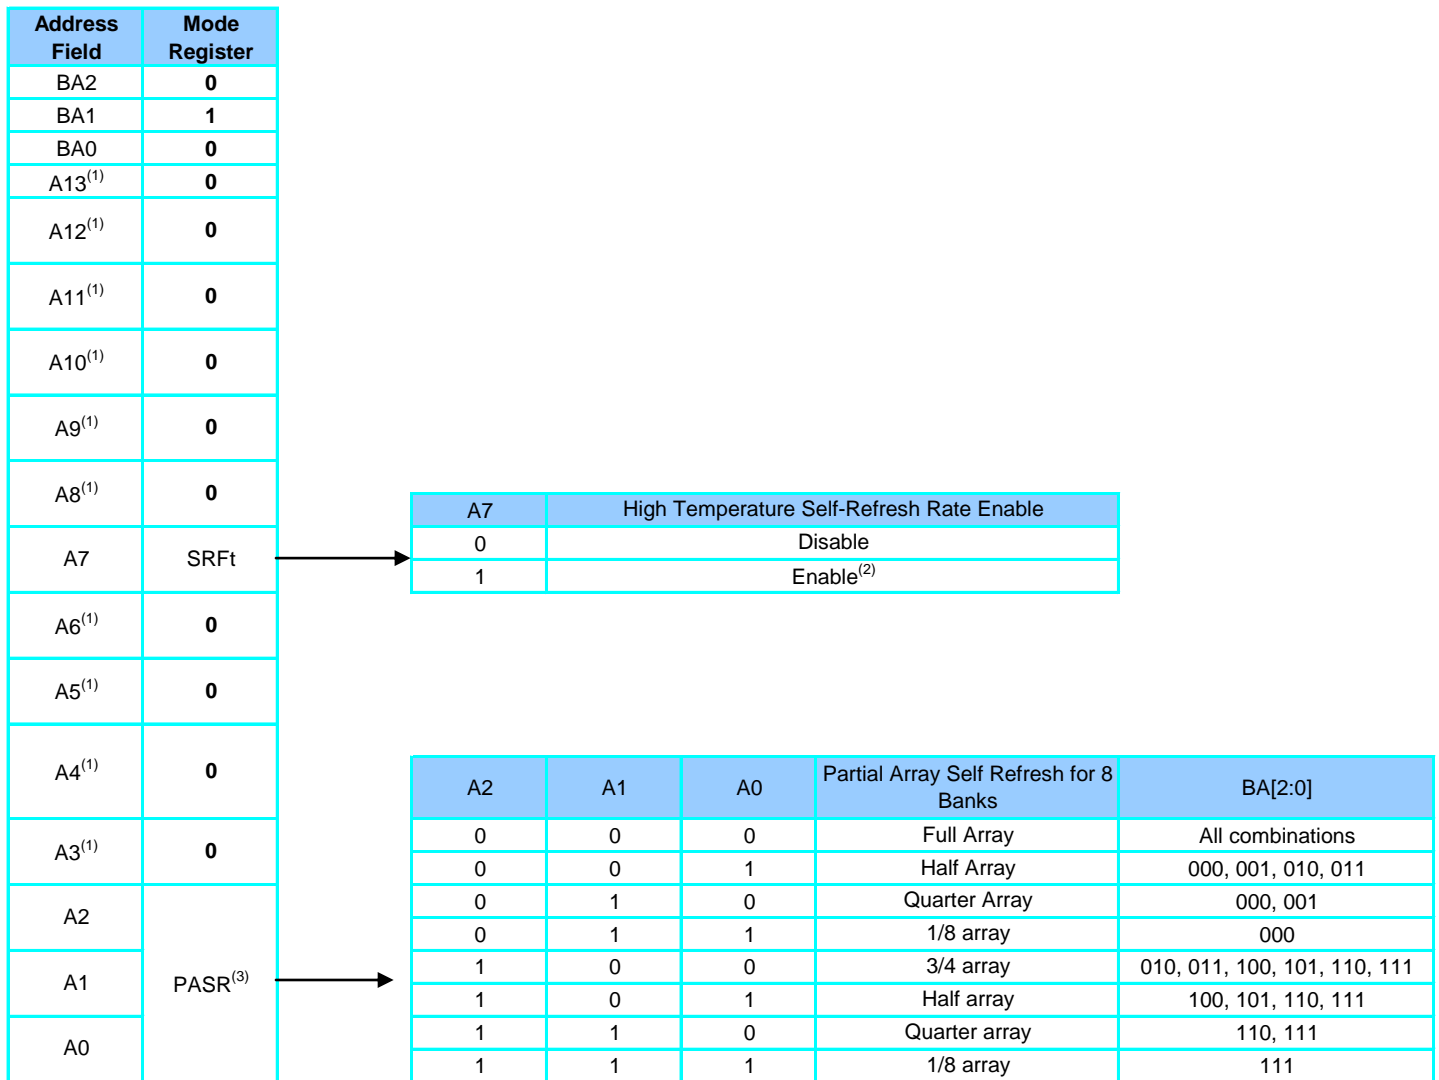 Address Field Mode Register
BA2 0
BA1 1
BA0 0
A13(1) 0
A12(1) 0
A11(1) 0
A10(1) 0
A9(1) 0
A8(1) 0
A7 SRFt
A6(1) 0
A5(1) 0
A4(1) 0
A3(1) 0
A2
A1 PASR(3)
A0
A7 High Temperature Self-Refresh Rate Enable
0 Disable
1 Enable(2)
A2 A1 A0 Partial Array Self Refresh for 8 Banks BA[2:0]
0 0 0 Full Array All combinations
0 0 1 Half Array 000, 001, 010, 011
0 1 0 Quarter Array 000, 001
0 1 1 1/8 array 000
1 0 0 3/4 array 010, 011, 100, 101, 110, 111
1 0 1 Half array 100, 101, 110, 111
1 1 0 Quarter array 110, 111
1 1 1 1/8 array 111